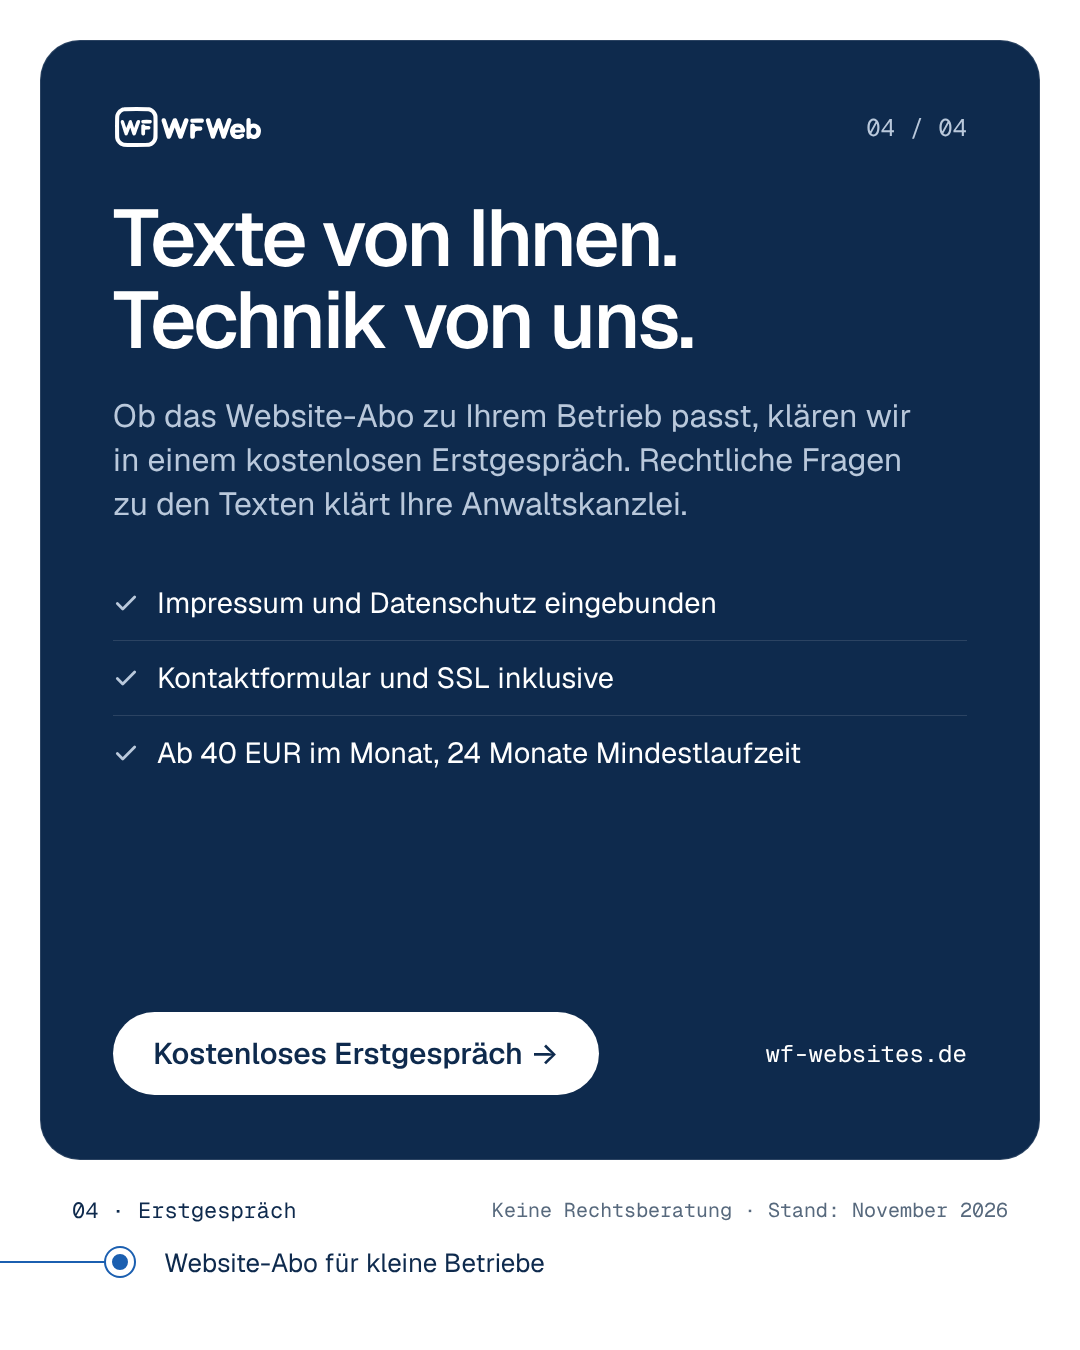 WF WFWeb
04 / 04
Texte von Ihnen.
Technik von uns.
Ob das Website-Abo zu Ihrem Betrieb passt, klären wir
in einem kostenlosen Erstgespräch. Rechtliche Fragen
zu den Texten klärt Ihre Anwaltskanzlei.
Impressum und Datenschutz eingebunden
Kontaktformular und SSL inklusive
Ab 40 EUR im Monat, 24 Monate Mindestlaufzeit
Kostenloses Erstgespräch →
wf-websites.de
04 · Erstgespräch
Keine Rechtsberatung · Stand: November 2026
Website-Abo für kleine Betriebe